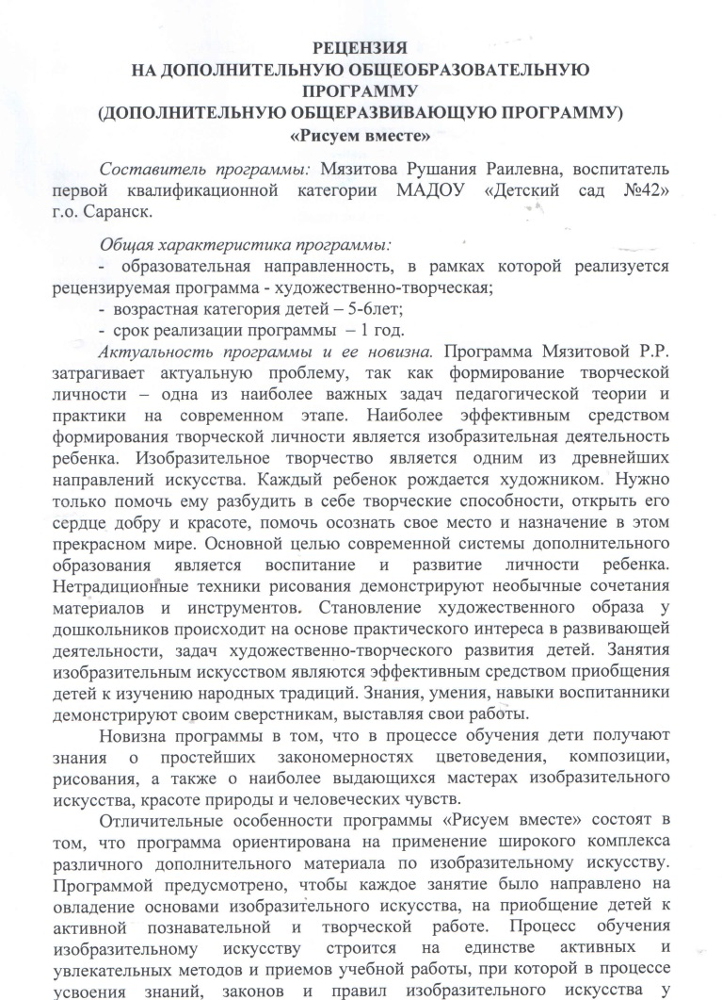 РЕЦЕНЗИЯ
НА ДОПОЛНИТЕЛЬНУЮ ОБЩЕОБРАЗОВАТЕЛЬНУЮ
ПРОГРАММУ
(ДОПОЛНИТЕЛЬНУЮ ОБЩЕРАЗВИВАЮЩУЮ ПРОГРАММУ)
«Рисуем вместе»
Составитель программы: Мязитова Рушания Раилевна, воспитатель
первой квалификационной категории МАДОУ «Детский сад №42»
г.о. Саранск.
Общая характеристика программы:
- образовательная направленность, в рамках которой реализуется
рецензируемая программа - художественно-творческая;
- возрастная категория детей – 5-6лет;
- срок реализации программы – 1 год.
Актуальность программы и ее новизна. Программа Мязитовой Р.Р.
затрагивает актуальную проблему, так как формирование творческой
личности – одна из наиболее важных задач педагогической теории и
практики на современном этапе. Наиболее эффективным средством
формирования творческой личности является изобразительная деятельность
ребенка. Изобразительное творчество является одним из древнейших
направлений искусства. Каждый ребенок рождается художником. Нужно
только помочь ему разбудить в себе творческие способности, открыть его
сердце добру и красоте, помочь осознать свое место и назначение в этом
прекрасном мире. Основной целью современной системы дополнительного
образования является воспитание и развитие личности ребенка.
Нетрадиционные техники рисования демонстрируют необычные сочетания
материалов и инструментов. Становление художественного образа у
дошкольников происходит на основе практического интереса в развивающей
деятельности, задач художественно-творческого развития детей. Занятия
изобразительным искусством являются эффективным средством приобщения
детей к изучению народных традиций. Знания, умения, навыки воспитанники
демонстрируют своим сверстникам, выставляя свои работы.
Новизна программы в том, что в процессе обучения дети получают
знания о простейших закономерностях цветоведения, композиции,
рисования, а также о наиболее выдающихся мастерах изобразительного
искусства, красоте природы и человеческих чувств.
Отличительные особенности программы «Рисуем вместе» состоят в
том, что программа ориентирована на применение широкого комплекса
различного дополнительного материала по изобразительному искусству.
Программой предусмотрено, чтобы каждое занятие было направлено на
овладение основами изобразительного искусства, на приобщение детей к
активной познавательной и творческой работе. Процесс обучения
изобразительному искусству строится на единстве активных и
увлекательных методов и приемов учебной работы, при которой в процессе
усвоения знаний, законов и правил изобразительного искусства у